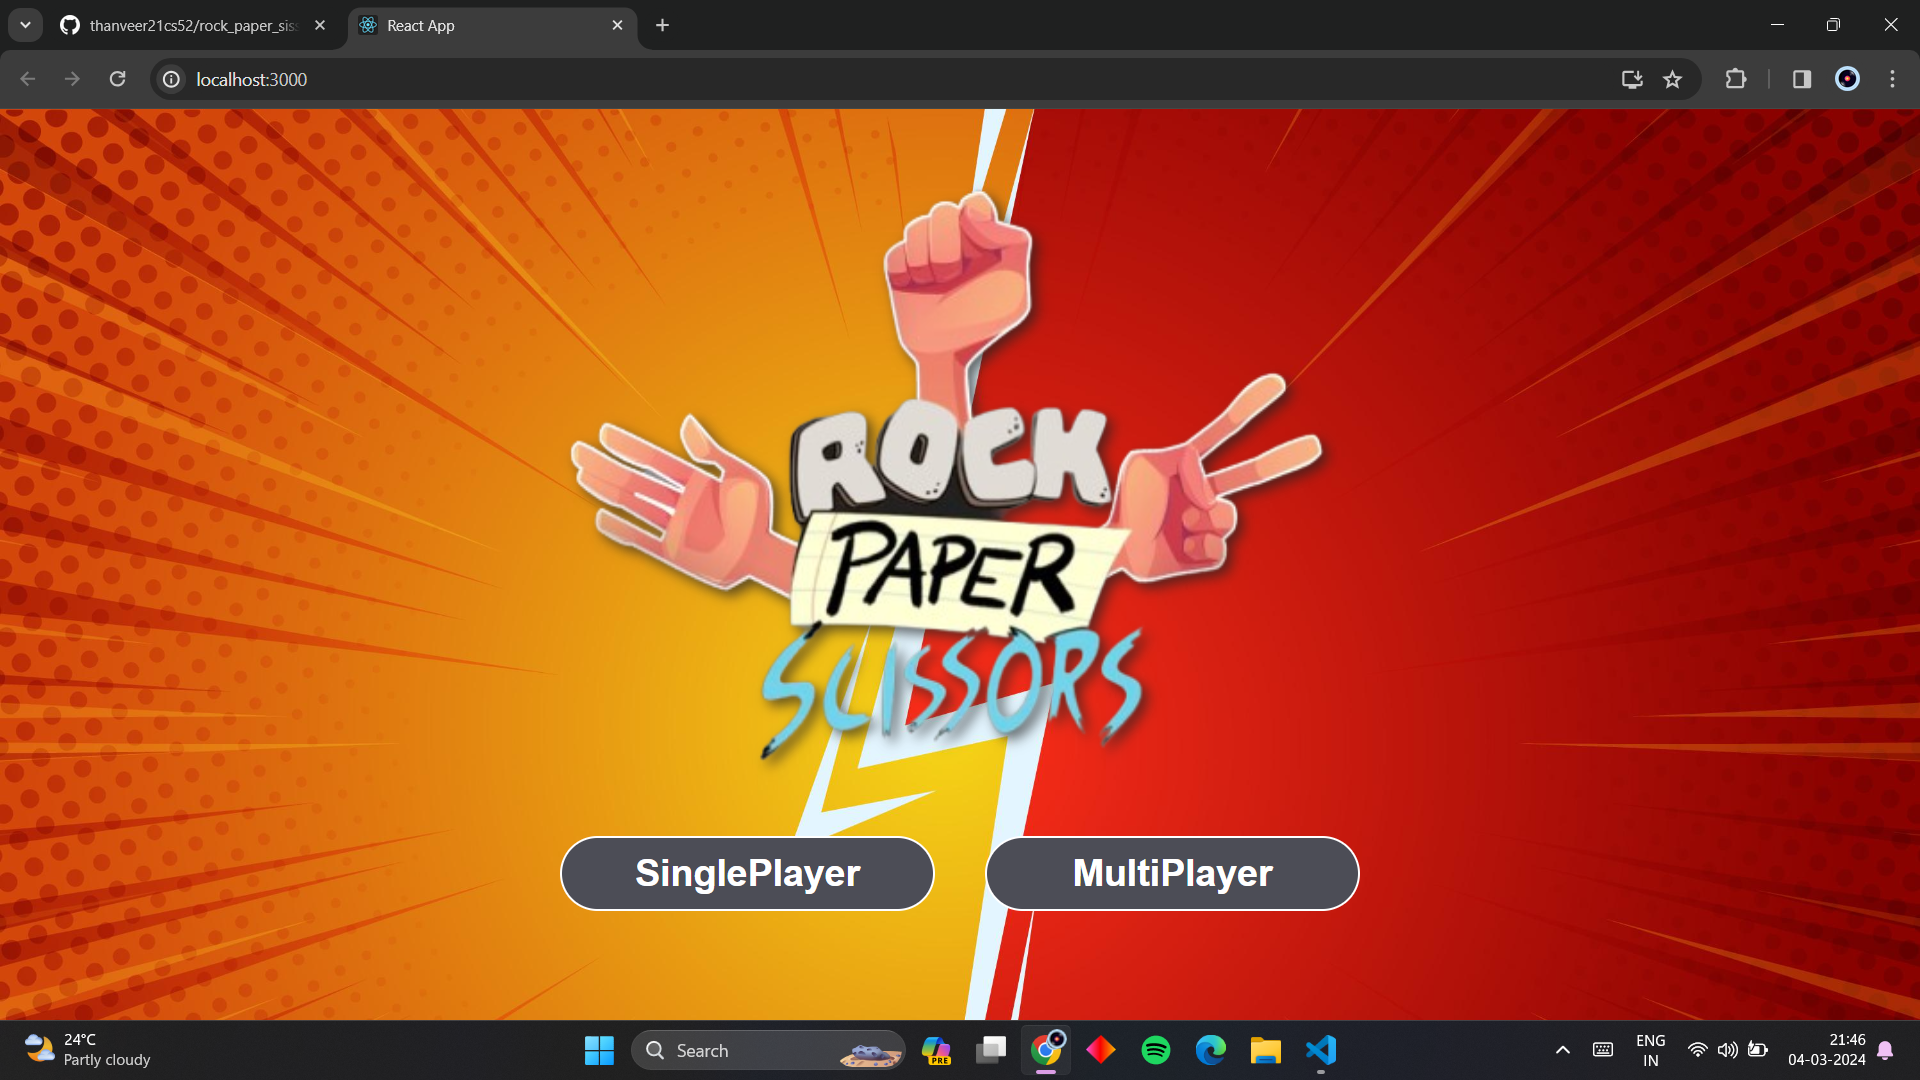 thanveer21cs52/rock_paper_siss
React App
localhost:3000
ROCK
PAPER
SCISSORS
SinglePlayer
MultiPlayer
24°C
Partly cloudy
Search
PRE
ENG
IN
21:46
04-03-2024